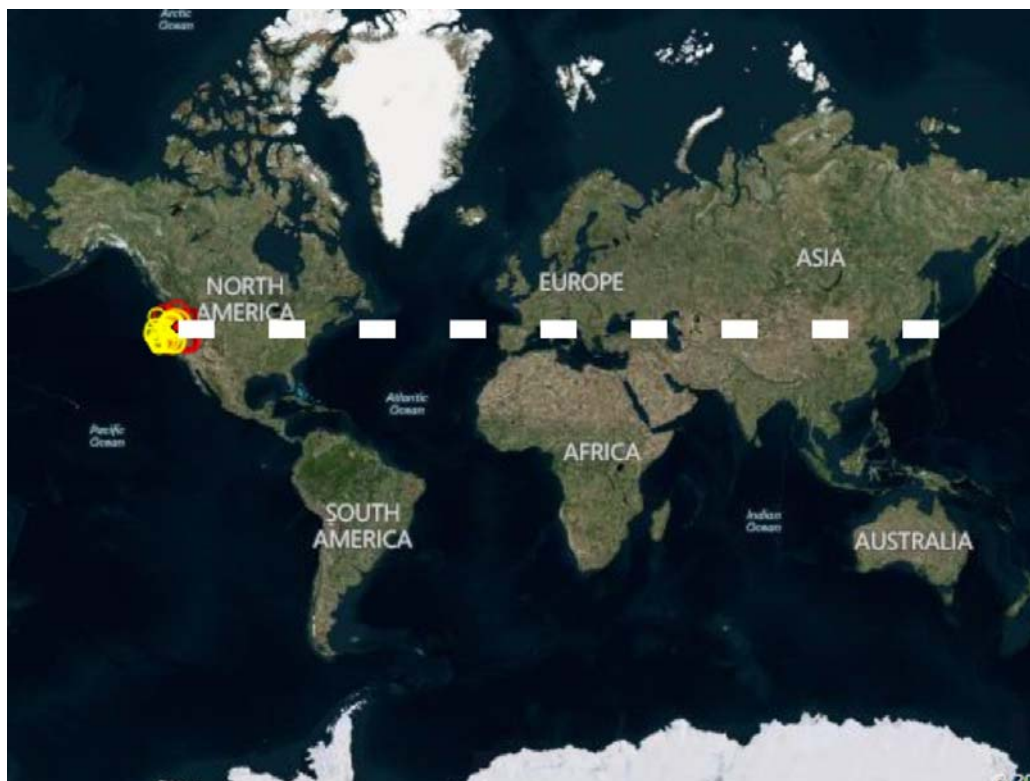 Arctic
Ocean
NORTH
AMERICA
EUROPE
ASIA
Atlantic
Ocean
Pacific
Ocean
AFRICA
SOUTH
AMERICA
Indian
Ocean
AUSTRALIA